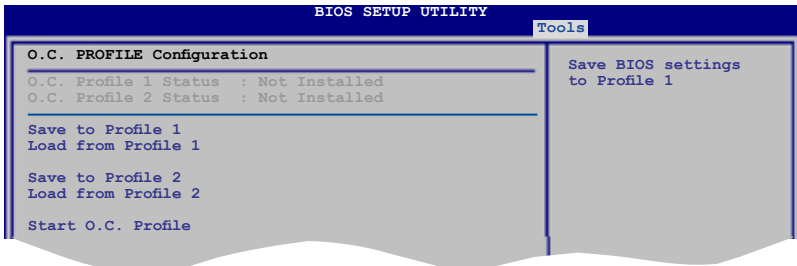 BIOS SETUP UTILITY
Tools
O.C. PROFILE Configuration
O.C. Profile 1 Status : Not Installed
O.C. Profile 2 Status : Not Installed
Save to Profile 1
Load from Profile 1
Save to Profile 2
Load from Profile 2
Start O.C. Profile
Save BIOS settings
to Profile 1